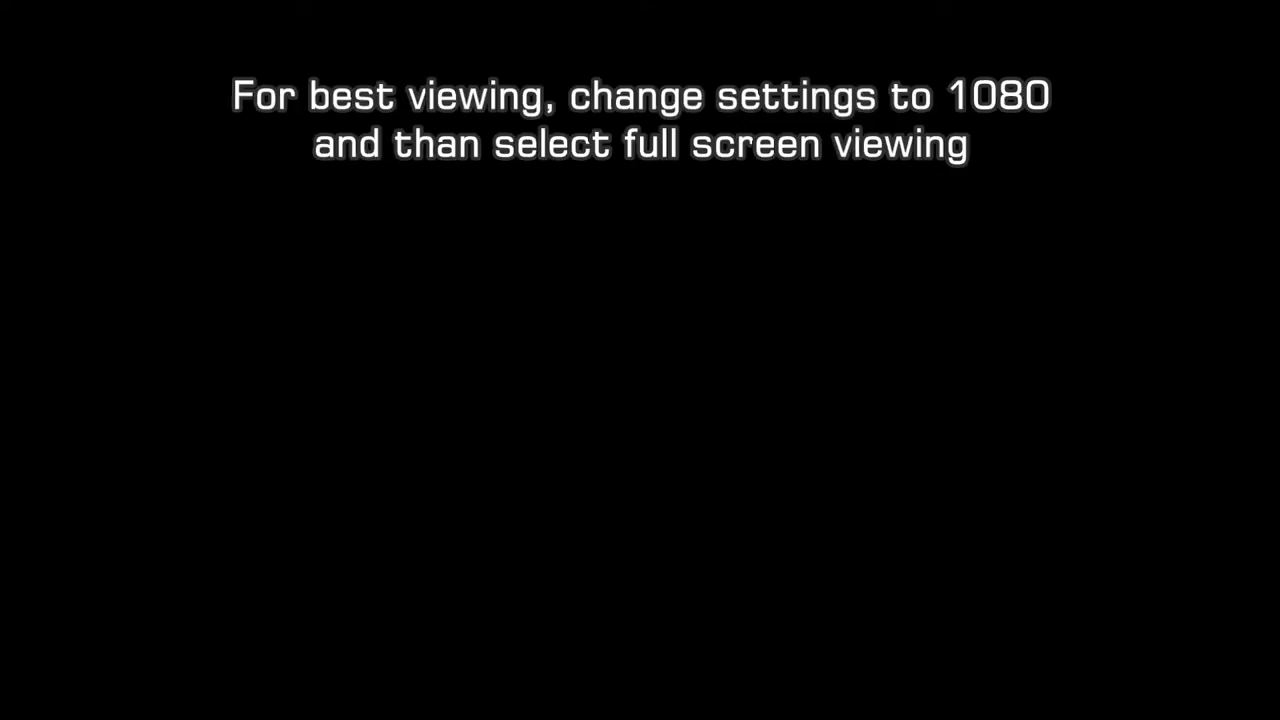 For best viewing, change settings to 1080
and than select full screen viewing